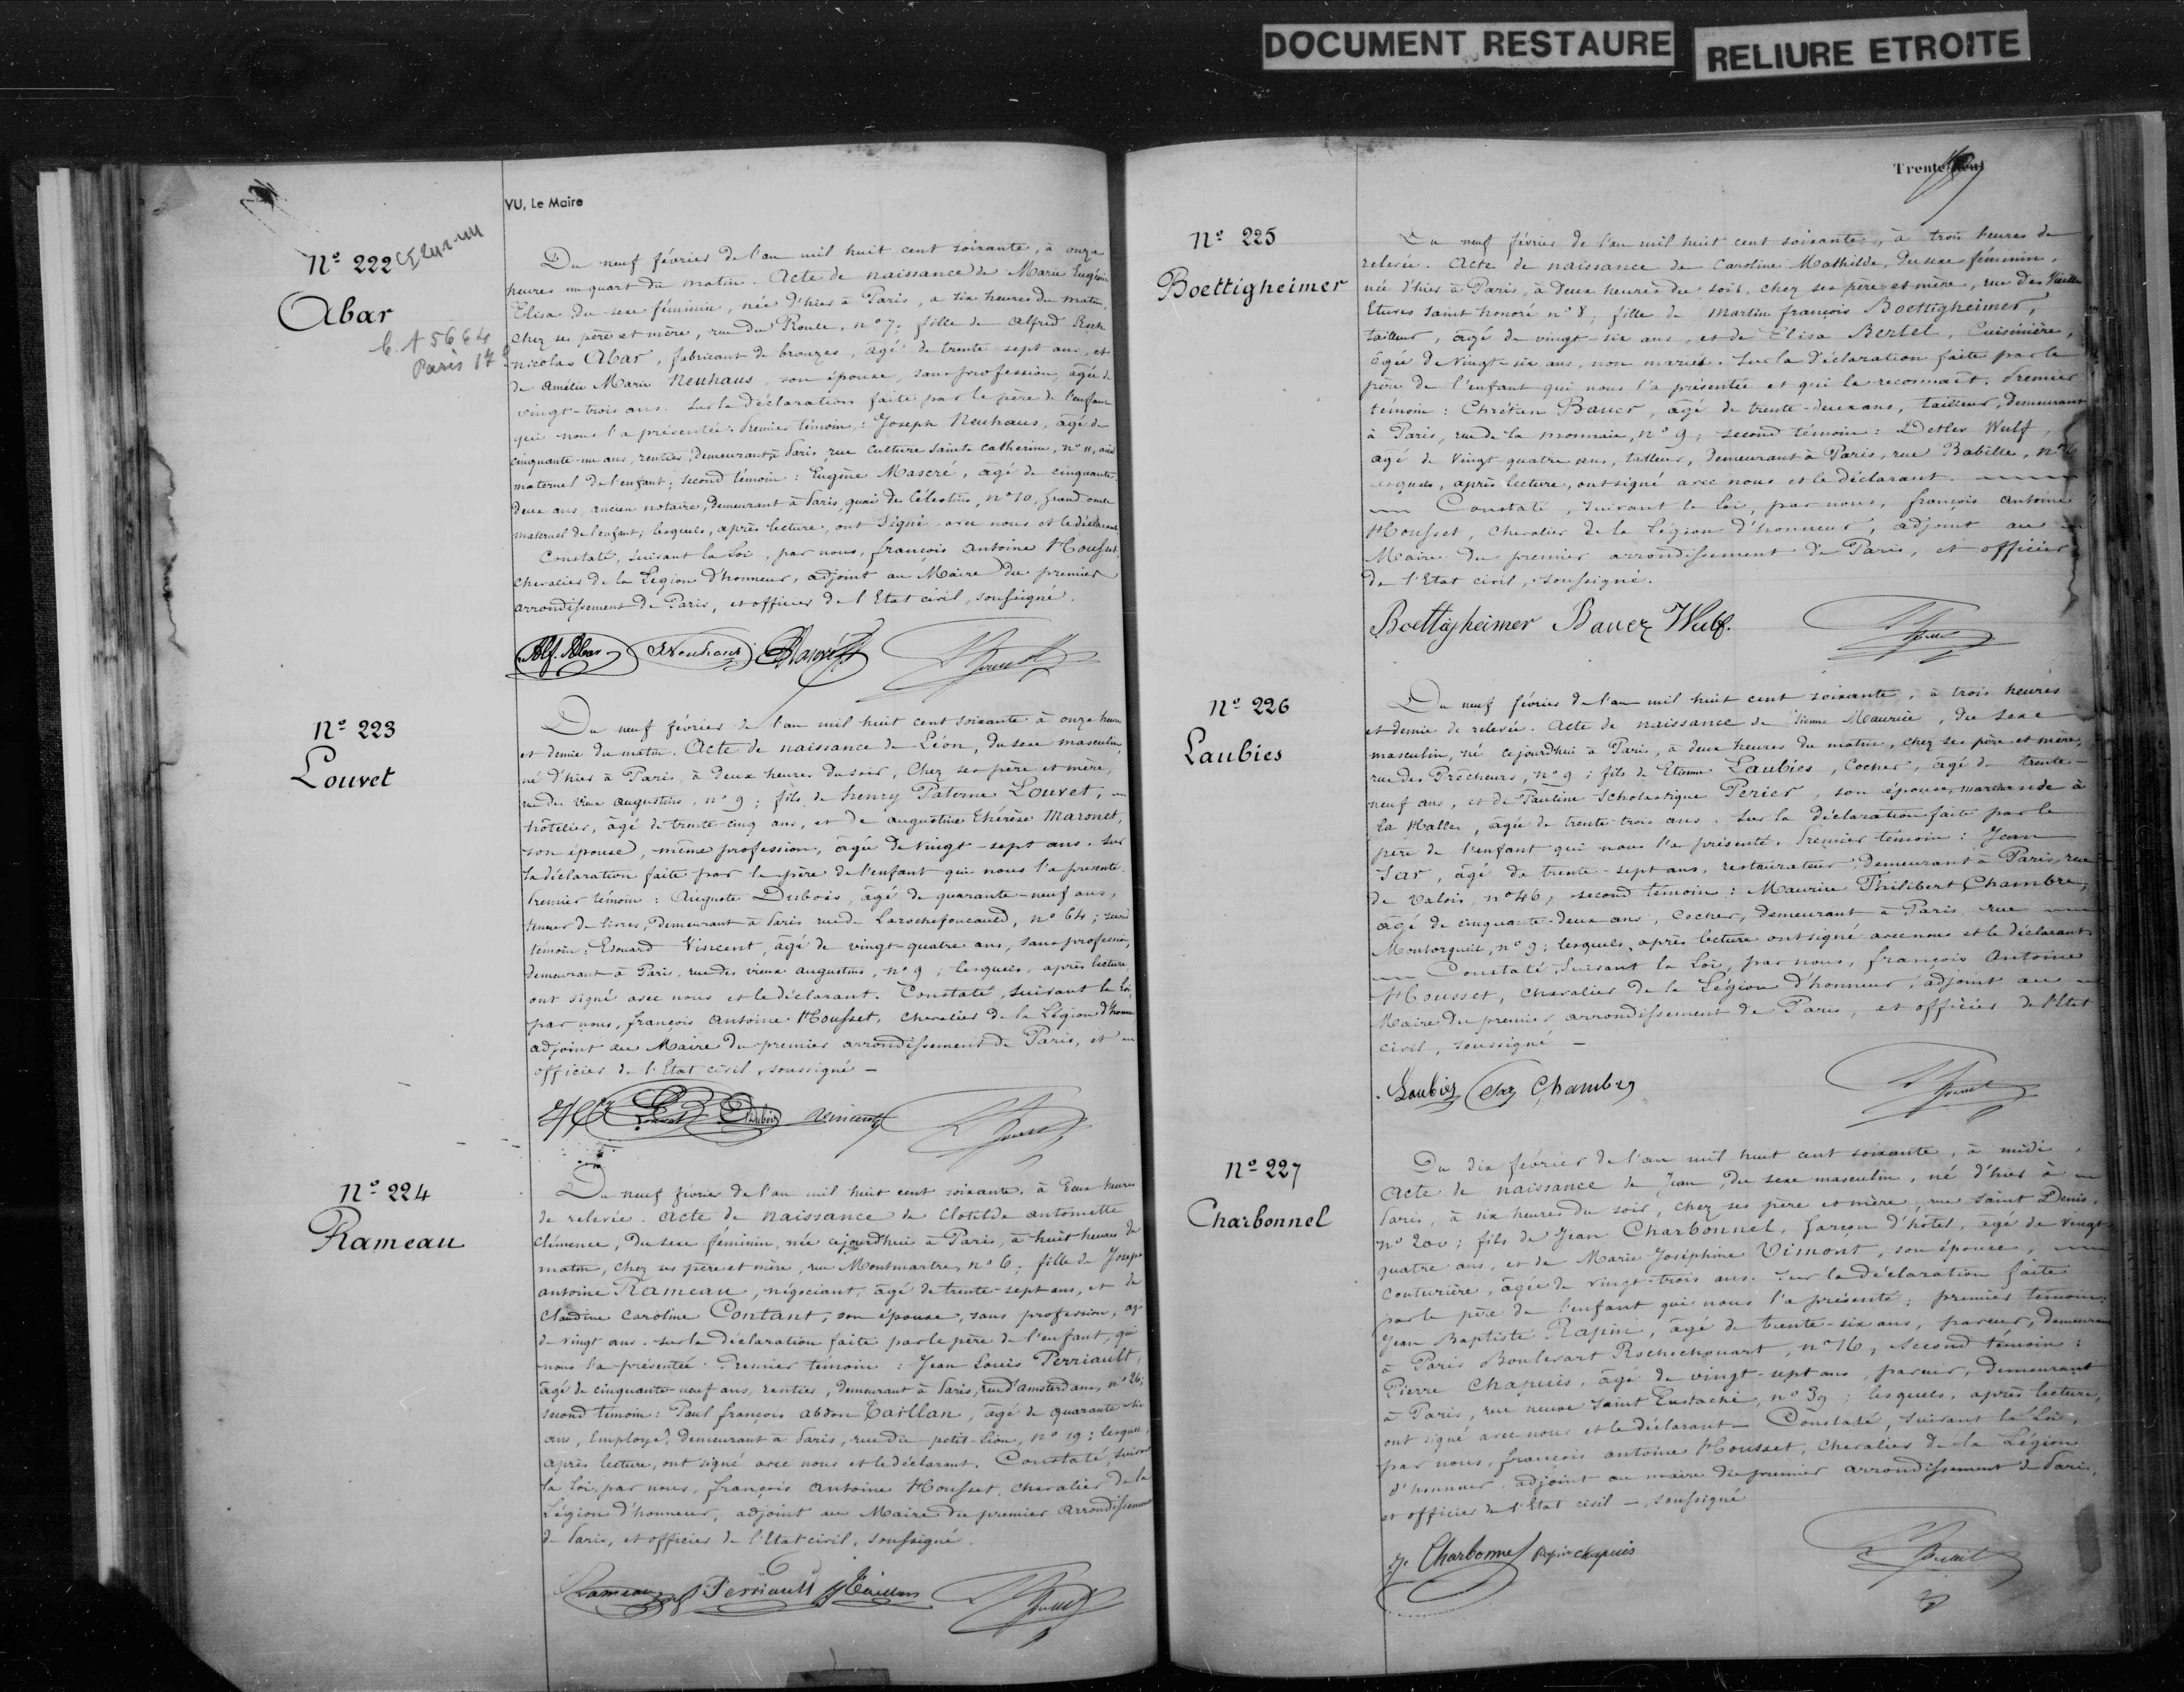 DOCUMENT RESTAURE
RELIURE ETROITE
VU, Le Maire
Nº 222
Abar
Paris 17e
Du neuf février de l'an mil huit cent soixante, à onze
heures un quart du matin. Acte de naissance de Marie Eugénie
Elisa, du sexe féminin, née d'hier à Paris, a six heures du matin,
chez ses père et mère, rue du Roule, nº 7; fille de Alfred
nicolas Abar, fabricant de bronzes, âgé de trente-sept ans, et
de Amélie Marie Neuhaus, son épouse, sans profession, âgée de
vingt-trois ans. Sur la déclaration faite par le père de l'enfant
qui nous l'a présentée. Premier témoin: Joseph Neuhaus, âgé de
cinquante-un ans, rentier, demeurant à Paris, rue Culture Sainte Catherine, nº 11, aïeul
maternel de l'enfant; second témoin: Eugène Mascré, âgé de cinquante
deux ans, ancien notaire, demeurant à Paris, quai des Célestins, nº 10, grand oncle
maternel de l'enfant; lesquels, après lecture, ont signé avec nous et le déclarant.
Constaté, suivant la Loi, par nous, françois Antoine Housset,
chevalier de la Légion d'honneur, adjoint au Maire du premier
arrondissement de Paris, et officier de l'Etat civil, soussigné.
Alf. Abar JNeuhaus Mascré
Nº 223
Louvet
Du neuf février de l'an mil huit cent soixante à onze heures
et demie du matin. Acte de naissance de Léon, du sexe masculin,
né d'hier à Paris, à deux heures du soir, chez ses père et mère,
rue des vieux augustins, nº 9; fils de henry Paterne Louvet,
hôtelier, âgé de trente-cinq ans, et de augustine thérèse Maronet,
son épouse, même profession, âgée de vingt-sept ans. Sur
la déclaration faite par le père de l'enfant qui nous l'a présenté.
Premier témoin: Auguste Dubois, âgé de quarante-neuf ans,
teneur de livres, demeurant à Paris rue de Larochefoucauld, nº 64; second
témoin: Edouard Vincent, âgé de vingt-quatre ans, sans profession,
demeurant à Paris, rue des vieux augustins, nº 9; lesquels, après lecture
ont signé avec nous et le déclarant. Constaté, suivant la Loi,
par nous, françois Antoine Housset, chevalier de la Légion d'honneur
adjoint au Maire du premier arrondissement de Paris, et
officier de l'Etat civil, soussigné -
Louvet Dubois Vincent
Nº 224
Rameau
Du neuf février de l'an mil huit cent soixante, à deux heures
de relevée. Acte de naissance de Clotilde antoinette
clémence, du sexe féminin, née cejourd'hui à Paris, à huit heures du
matin, chez ses père et mère, rue Montmartre, nº 6; fille de Joseph
antoine Rameau, négociant, âgé de trente-sept ans, et de
Claudine Caroline Contant, son épouse, sans profession, agée
de vingt ans. Sur la déclaration faite par le père de l'enfant, qui
nous l'a présentée. Premier témoin: Jean Louis Perriault,
âgé de cinquante-neuf ans, rentier, demeurant à Paris, rue d'amsterdam, nº 26;
second témoin: Paul françois abdon Taillan, âgé de quarante-six
ans, Employé, demeurant à Paris, rue du petit-Lion, nº 19; lesquels,
après lecture, ont signé avec nous et le déclarant. Constaté, suivant
la Loi, par nous, françois Antoine Housset, chevalier de la
Légion d'honneur, adjoint au Maire du premier arrondissement
de Paris, et officier de l'Etat civil, soussigné.
Rameau Perriault Taillan
Nº 225
Boettigheimer
Du neuf février de l'an mil huit cent soixante, à trois heures de
relevée. Acte de naissance de Caroline Mathilde, du sexe féminin,
née d'hier à Paris, à deux heures du soir, chez ses père et mère, rue des Vieilles
Etuves Saint honoré nº 8; fille de Martin françois Boettigheimer,
tailleur, âgé de vingt-six ans, et de Elisa Bertel, Cuisinière,
âgée de vingt-six ans, non mariés. Sur la déclaration faite par le
père de l'enfant qui nous l'a présentée et qui la reconnaît. Premier
témoin: Chrétien Bauer, âgé de trente-deux ans, tailleur, demeurant
à Paris, rue de la monnaie, nº 9; second témoin: Detlev Wulf,
agé de vingt quatre ans, tailleur, demeurant à Paris, rue Babille, nº
lesquels, après lecture, ont signé avec nous et le déclarant.
Constaté, suivant la loi, par nous, françois Antoine
Housset, chevalier de la Légion d'honneur, adjoint au
Maire du premier arrondissement de Paris, et officier
de l'Etat civil, soussigné.
Boettigheimer Bauer Wulf.
Nº 226
Laubies
Du neuf février de l'an mil huit cent soixante, à trois heures
et demie de relevée. Acte de naissance de Maurice, du sexe
masculin, né cejourdhui à Paris, à deux heures du matin, chez ses père et mère,
rue des Prêcheurs, nº 9; fils de Etienne Laubies, Cocher, âgé de trente-
neuf ans, et de Pauline Scholastique Perier, son épouse, marchande à
la Halle, âgée de trente-trois ans. Sur la déclaration faite par le
père de l'enfant qui nous l'a présenté. Premier témoin: Jean
âgé de trente-sept ans, restaurateur, demeurant à Paris, rue
de Valois, nº 46; second témoin: Maurice Philibert Chambre,
âgé de cinquante-deux ans, Cocher, demeurant à Paris rue
Montorgueil, nº 9; lesquels, après lecture ont signé avec nous et le déclarant.
Constaté, suivant la Loi, par nous, françois Antoine
Housset, chevalier de la Légion d'honneur, adjoint au
Maire du premier arrondissement de Paris, et officier de l'Etat
civil, soussigné -
Laubies Chambre
Nº 227
Charbonnel
Du dix février de l'an mil huit cent soixante, à midi,
Acte de naissance de Jean, du sexe masculin, né d'hier à
Paris, à six heures du soir, chez ses père et mère, rue Saint Denis,
nº 200; fils de Jean Charbonnel, garçon d'hôtel, âgé de vingt-
quatre ans, et de Marie Joséphine Vimont, son épouse,
couturière, âgée de vingt-trois ans. Sur la déclaration faite
par le père de l'enfant qui nous l'a présenté; premier témoin:
Jean Baptiste Rapin, âgé de trente-six ans, paveur, demeurant
à Paris Boulevart Rochechouart, nº 16; second témoin:
Pierre Chapuis, âgé de vingt-sept ans, paveur, demeurant
à Paris, rue neuve Saint Eustache, nº 39; lesquels, après lecture,
ont signé avec nous et le déclarant - Constaté, suivant la Loi,
par nous, françois antoine Housset, chevalier de la Légion
d'honneur, adjoint au maire du premier arrondissement de Paris,
et officier de l'Etat civil - soussigné
Charbonnel Rapin Chapuis